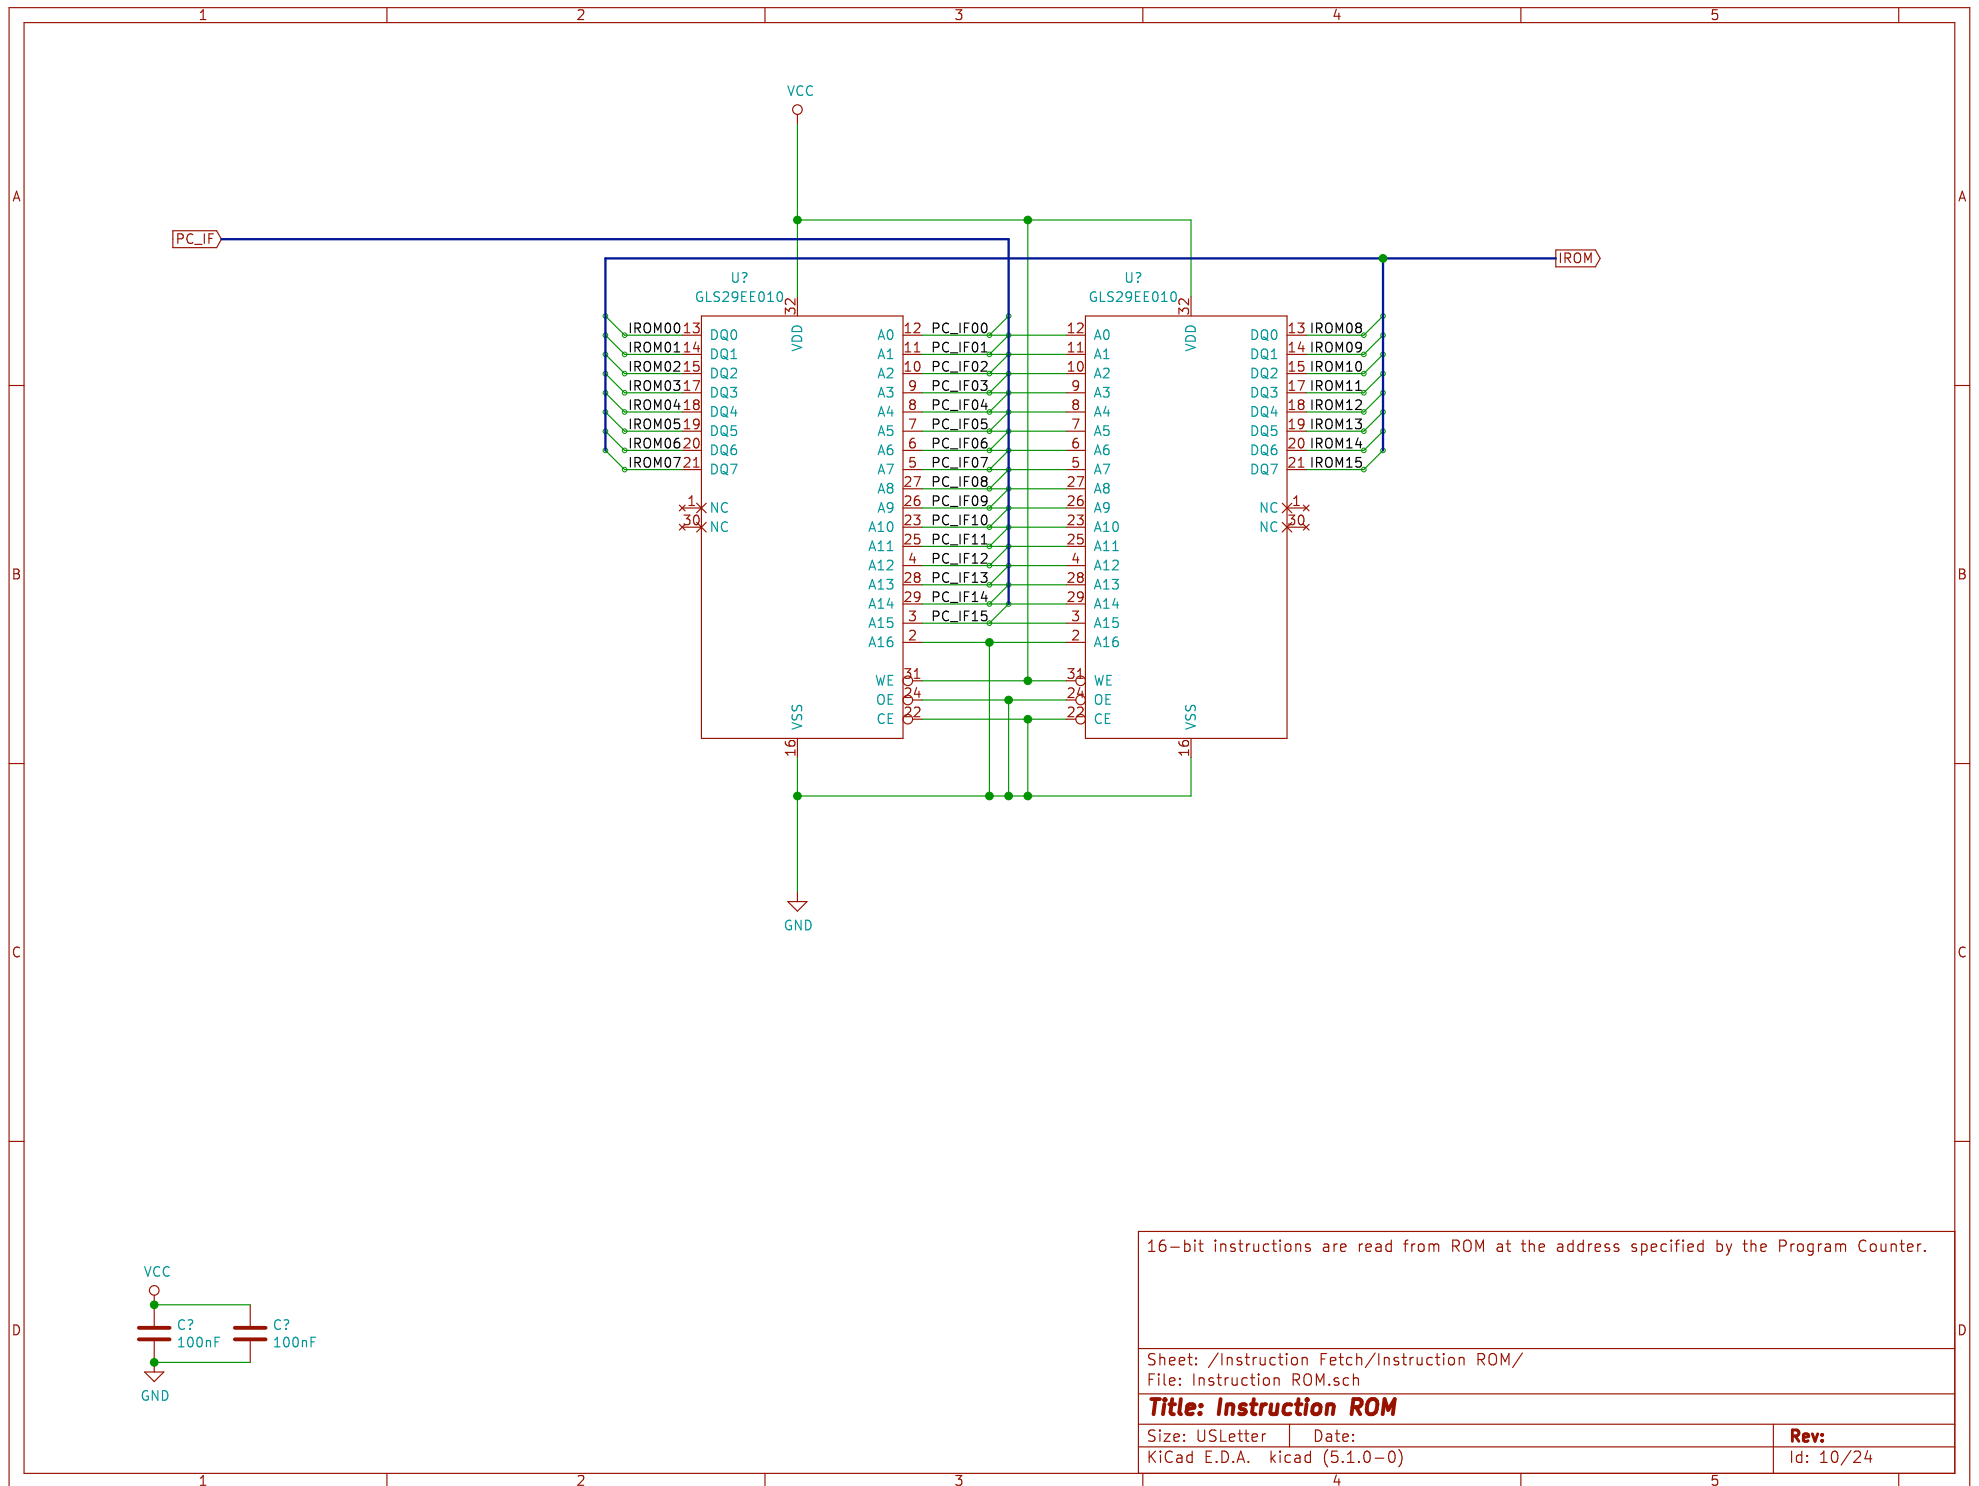 1 2 3 4 5
VCC
A A
PC_IF
IROM
U? U?
GLS29EE010 GLS29EE010
32 32
VDD VDD
IROM00 13 DQ0 A0 12 PC_IF00 12 A0 DQ0 13 IROM08
IROM01 14 DQ1 A1 11 PC_IF01 11 A1 DQ1 14 IROM09
IROM02 15 DQ2 A2 10 PC_IF02 10 A2 DQ2 15 IROM10
IROM03 17 DQ3 A3 9 PC_IF03 9 A3 DQ3 17 IROM11
IROM04 18 DQ4 A4 8 PC_IF04 8 A4 DQ4 18 IROM12
IROM05 19 DQ5 A5 7 PC_IF05 7 A5 DQ5 19 IROM13
IROM06 20 DQ6 A6 6 PC_IF06 6 A6 DQ6 20 IROM14
IROM07 21 DQ7 A7 5 PC_IF07 5 A7 DQ7 21 IROM15
A8 27 PC_IF08 27 A8
1 NC A9 26 PC_IF09 26 A9 NC 1
30 NC A10 23 PC_IF10 23 A10 NC 30
A11 25 PC_IF11 25 A11
A12 4 PC_IF12 4 A12
B B
A13 28 PC_IF13 28 A13
A14 29 PC_IF14 29 A14
A15 3 PC_IF15 3 A15
A16 2 2 A16
WE 31 31 WE
OE 24 24 OE
CE 22 22 CE
VSS VSS
16 16
GND
C C
VCC
C? C?
100nF 100nF
GND
D D
16-bit instructions are read from ROM at the address specified by the Program Counter.
Sheet: /Instruction Fetch/Instruction ROM/
File: Instruction ROM.sch
Title: Instruction ROM
Size: USLetter Date: Rev:
KiCad E.D.A. kicad (5.1.0-0) Id: 10/24
1 2 3 4 5